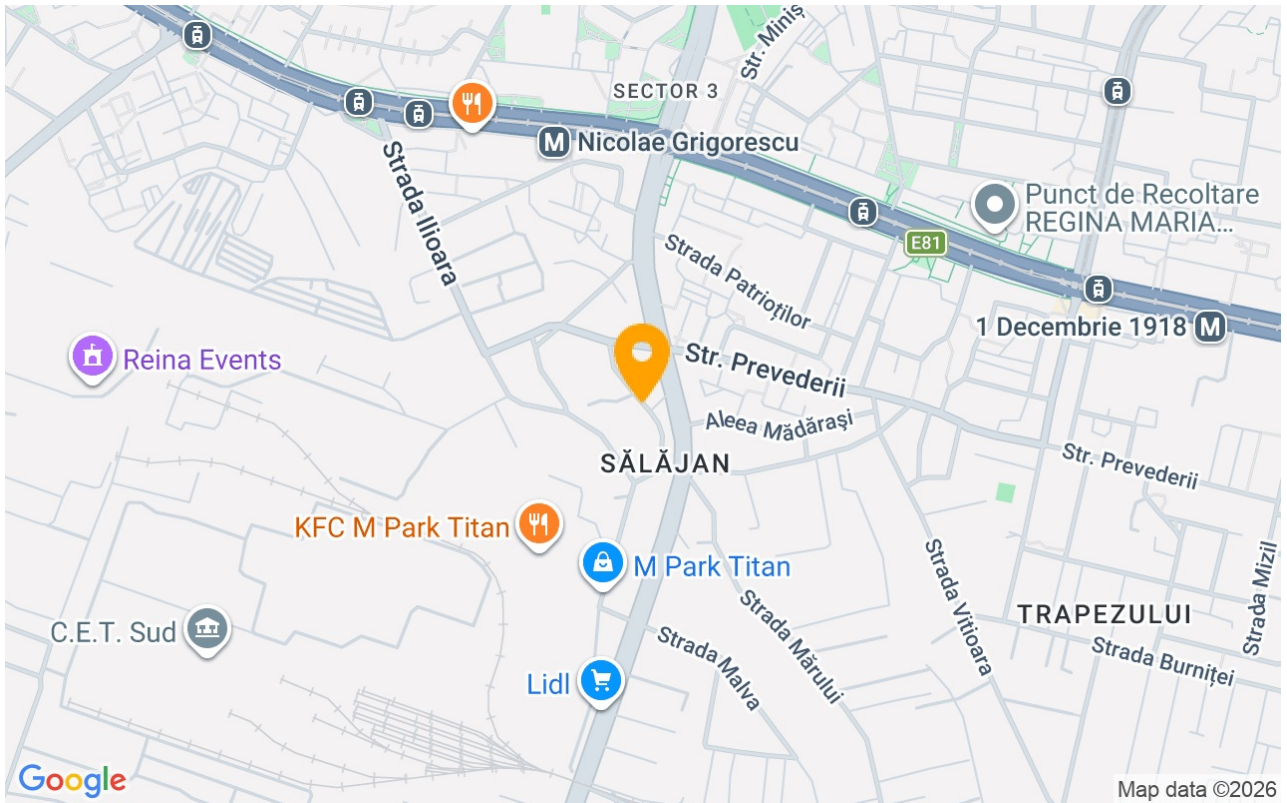 Str. Miniș
SECTOR 3
Nicolae Grigorescu
M
Strada Ilioara
Punct de Recoltare
REGINA MARIA...
E81
Strada Patrioților
1 Decembrie 1918
M
Reina Events
Str. Prevederii
Aleea Mădărași
SĂLĂJAN
Str. Prevederii
KFC M Park Titan
M Park Titan
Strada Vitioara
Strada Mizil
TRAPEZULUI
C.E.T. Sud
Strada Mărului
Strada Malva
Strada Burniței
Lidl
Google
Map data ©2026